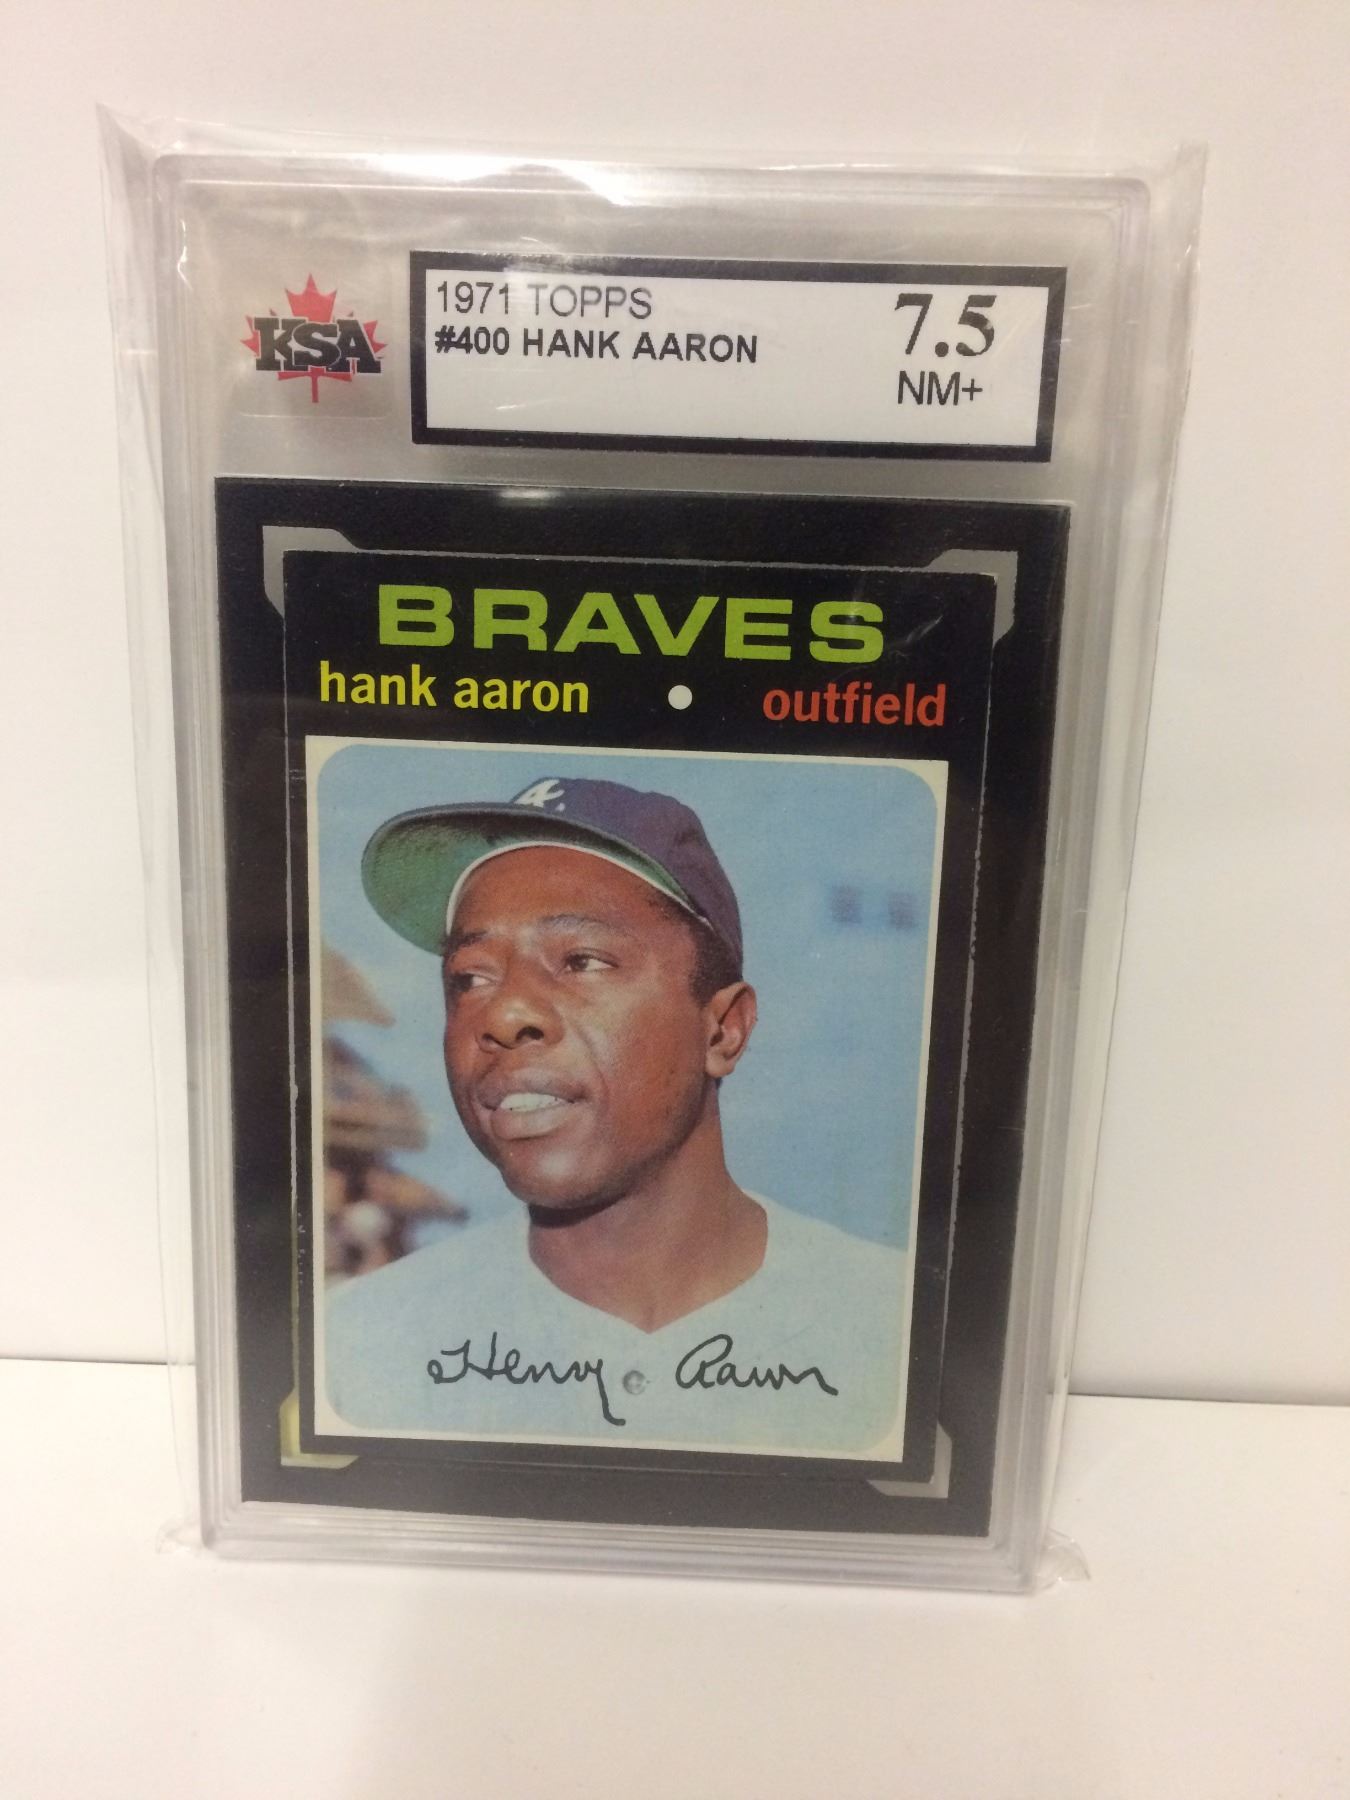 KSA
1971 TOPPS
#400 HANK AARON
7.5
NM+
BRAVES
hank aaron • outfield
A
Henry Aaron